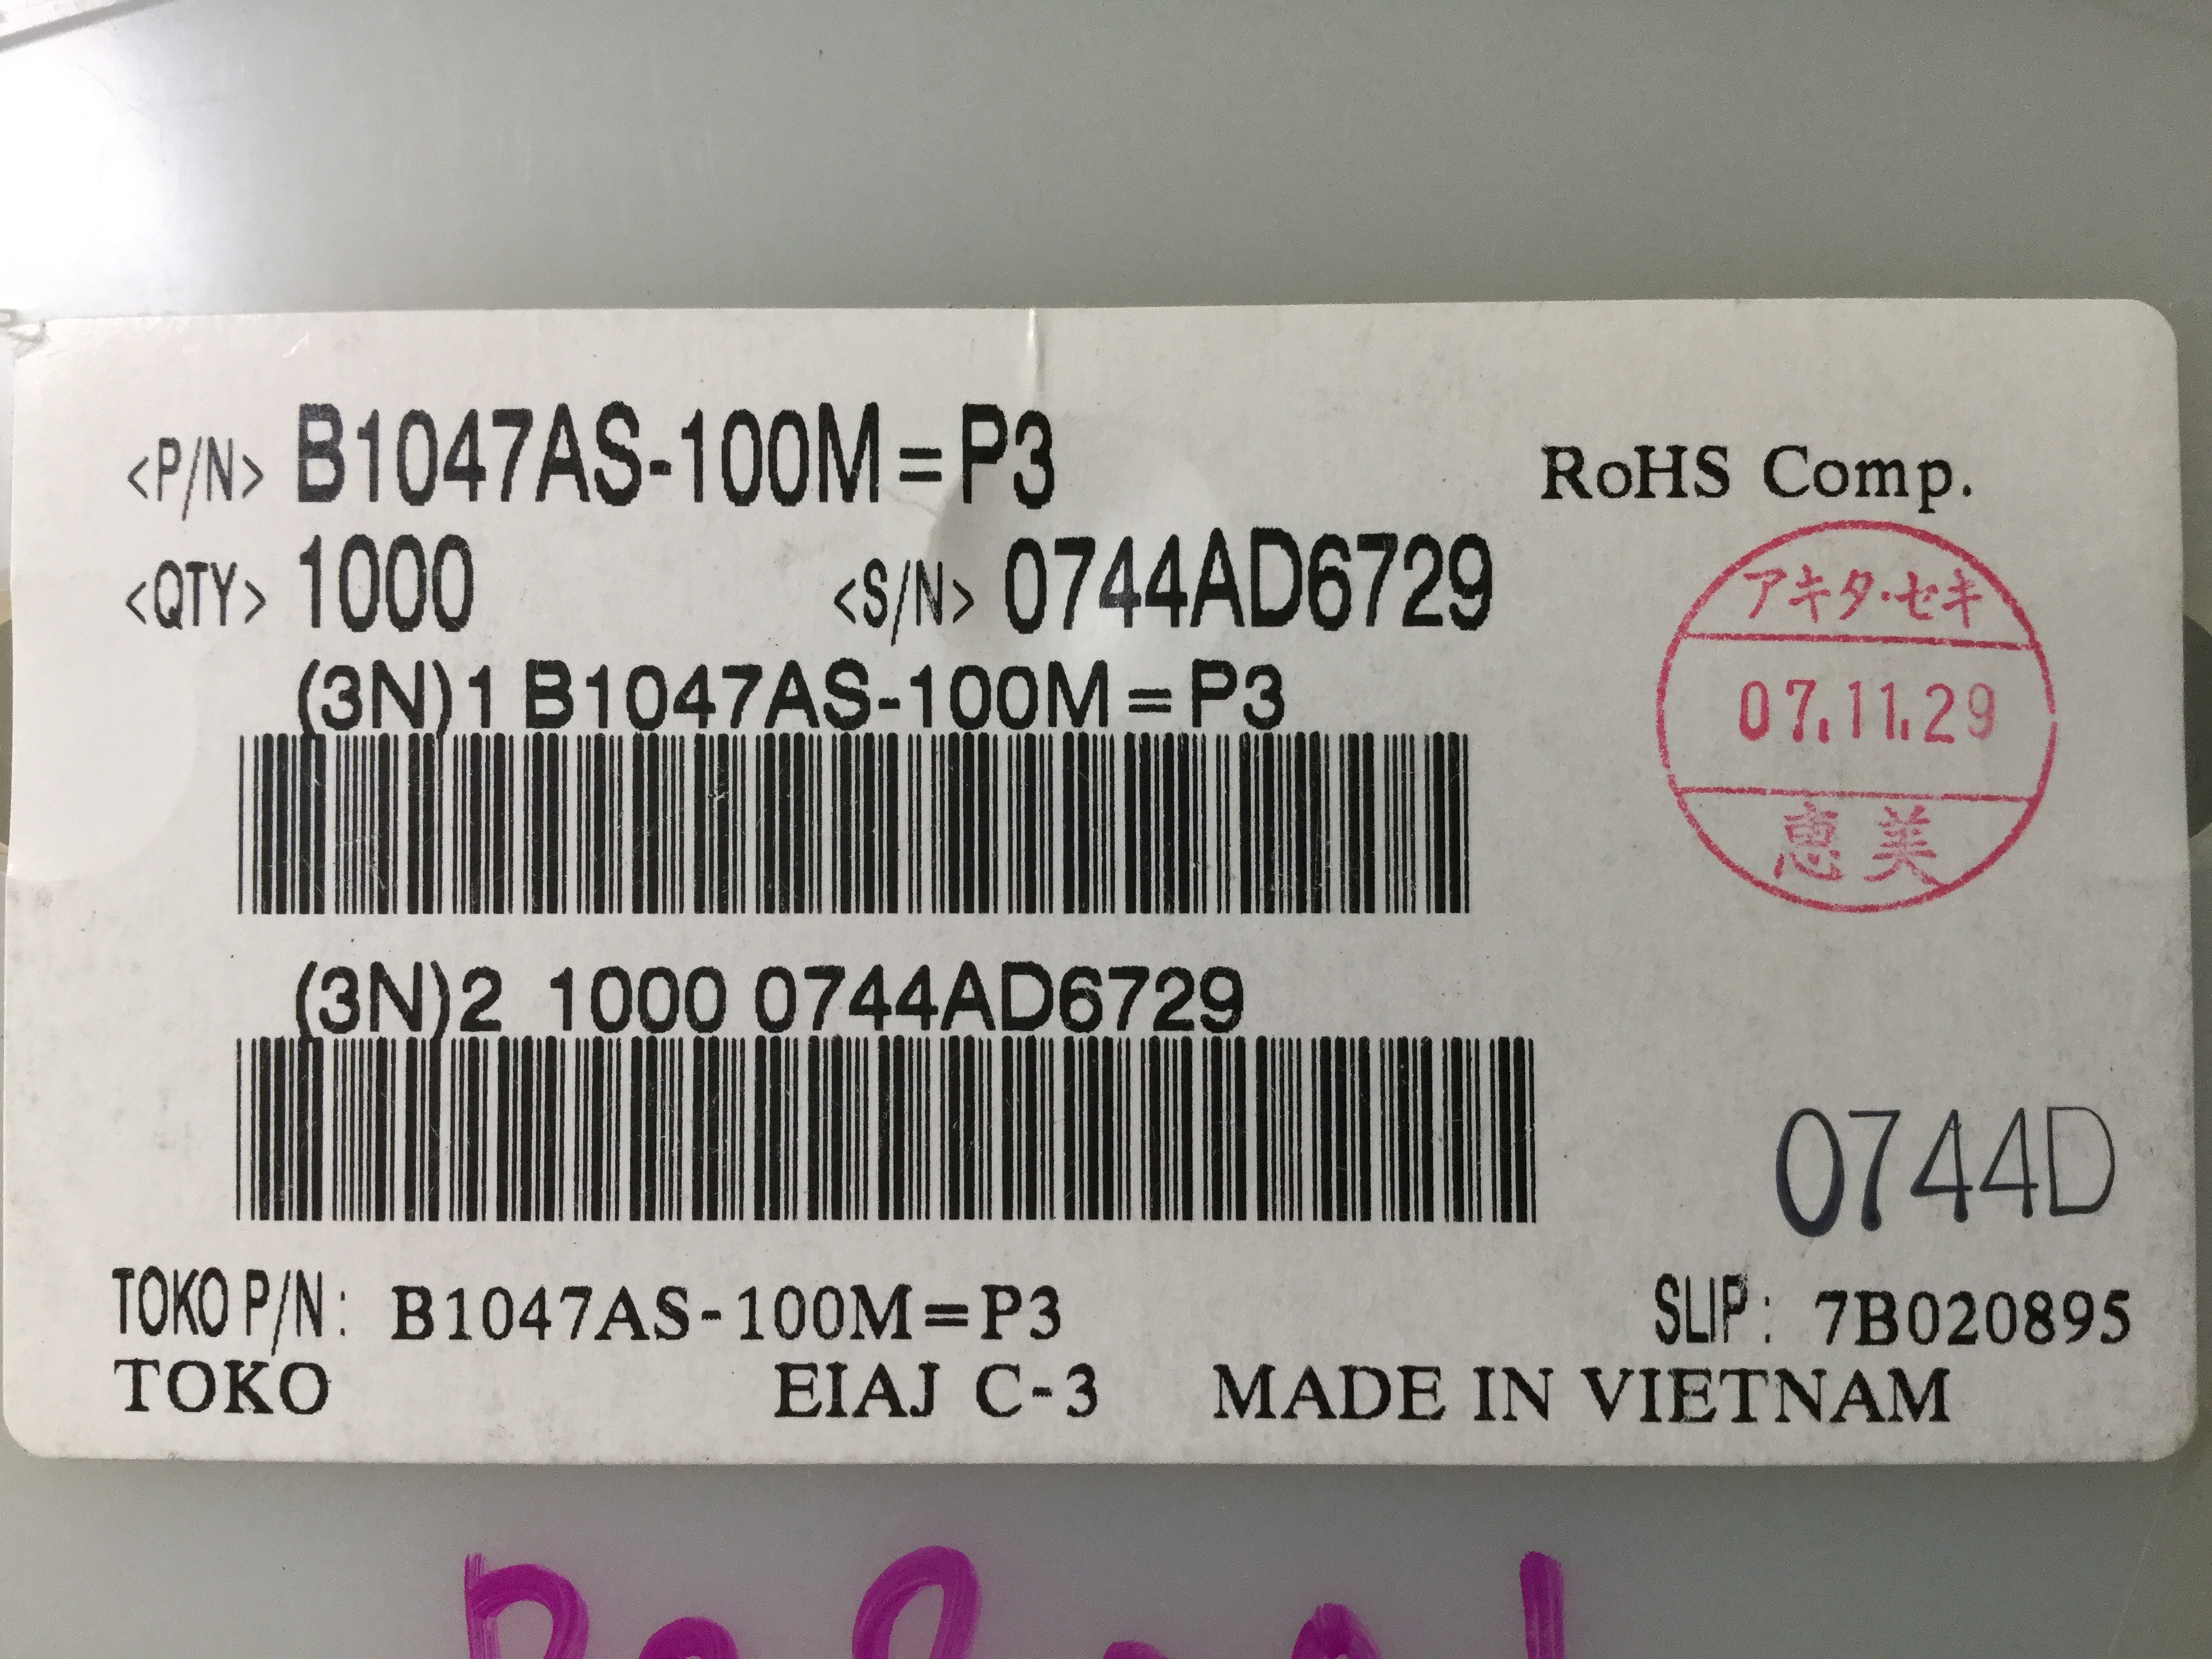 <P/N> B1047AS-100M=P3
RoHS Comp.
<QTY> 1000 <S/N> 0744AD6729
アキタ・セキ
07.11.29
恵美
(3N)1 B1047AS-100M=P3
(3N)2 1000 0744AD6729
0744D
TOKO P/N: B1047AS-100M=P3 SLIP: 7B020895
TOKO EIAJ C-3 MADE IN VIETNAM